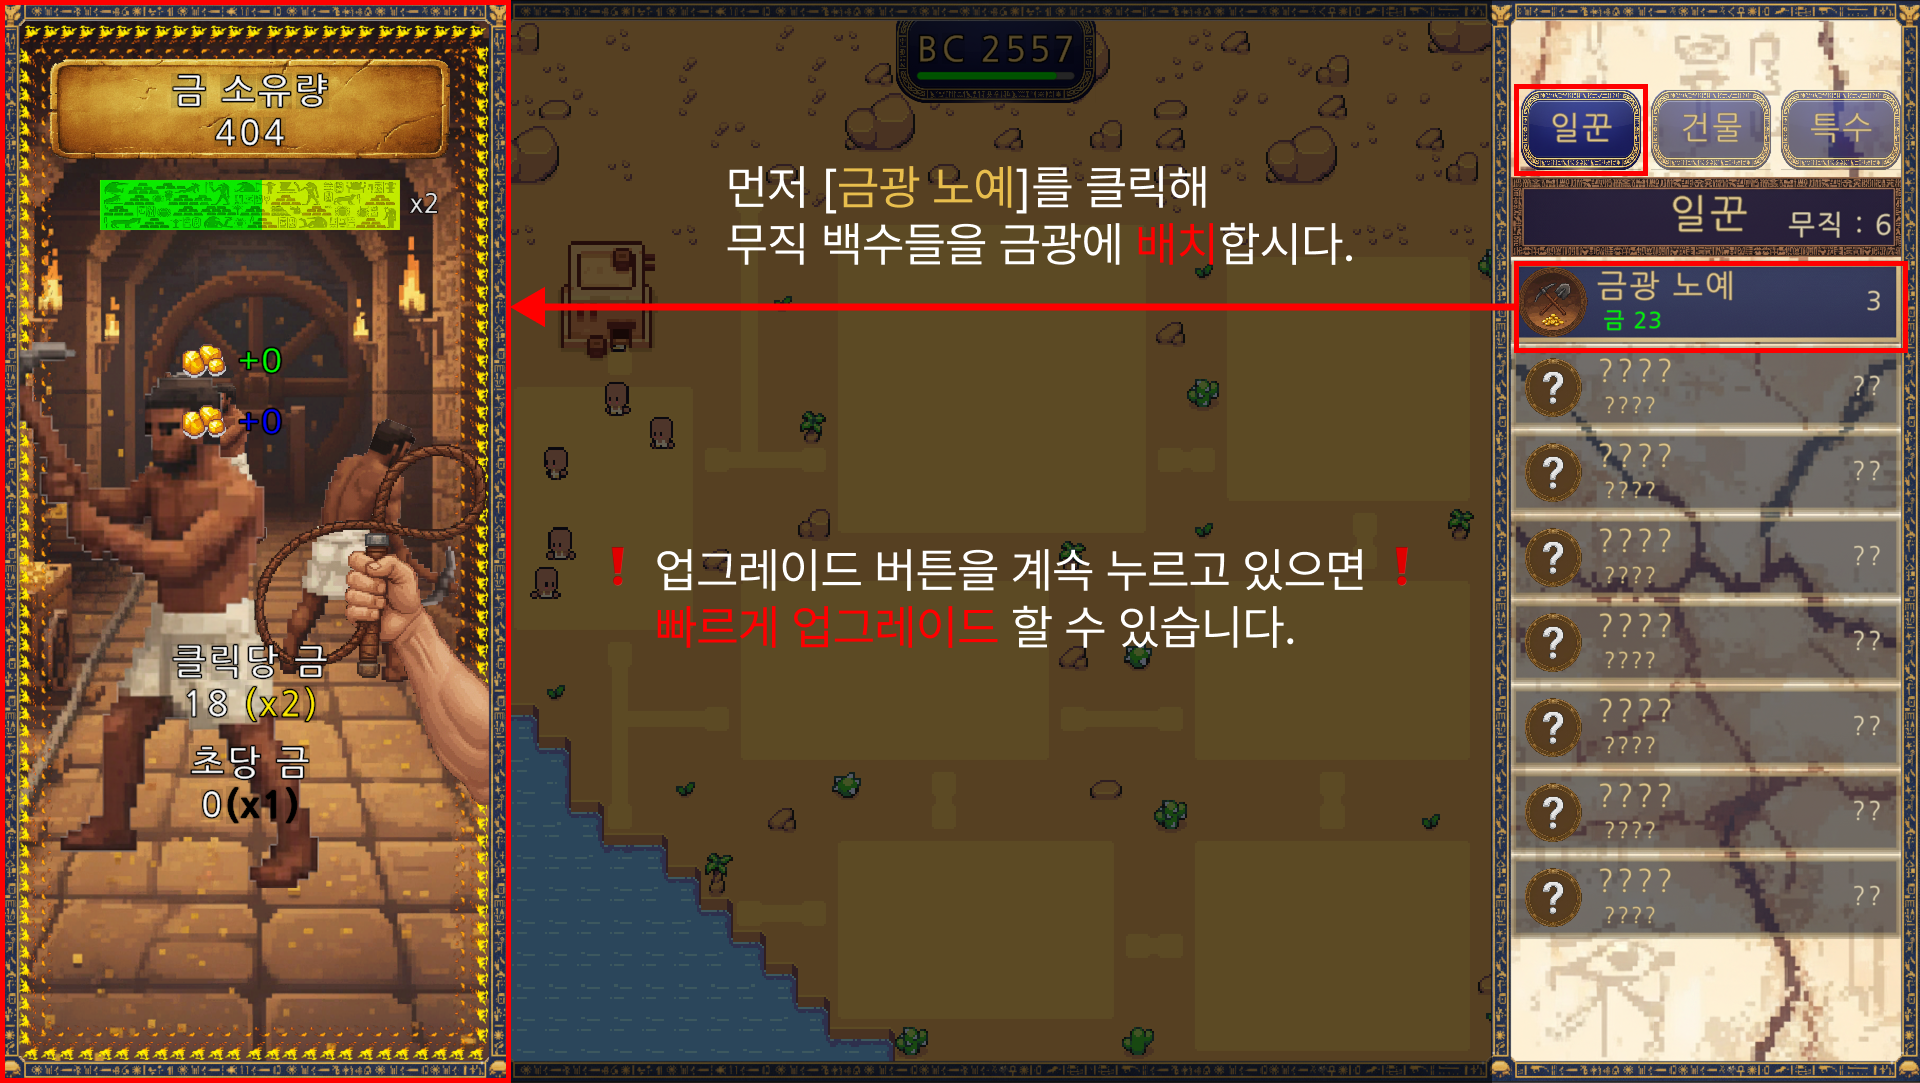 금 소유량
404
x2
+0
+0
클릭당 금
18 (x2)
초당 금
0(x1)
BC 2557
먼저 [금광 노예]를 클릭해
무직 백수들을 금광에 배치합시다.
! 업그레이드 버튼을 계속 누르고 있으면 !
빠르게 업그레이드 할 수 있습니다.
일꾼 건물 특수
일꾼 무직 : 6
금광 노예 3
금 23
? ???? ??
????
? ???? ??
????
? ???? ??
????
? ???? ??
????
? ???? ??
????
? ???? ??
????
? ???? ??
????